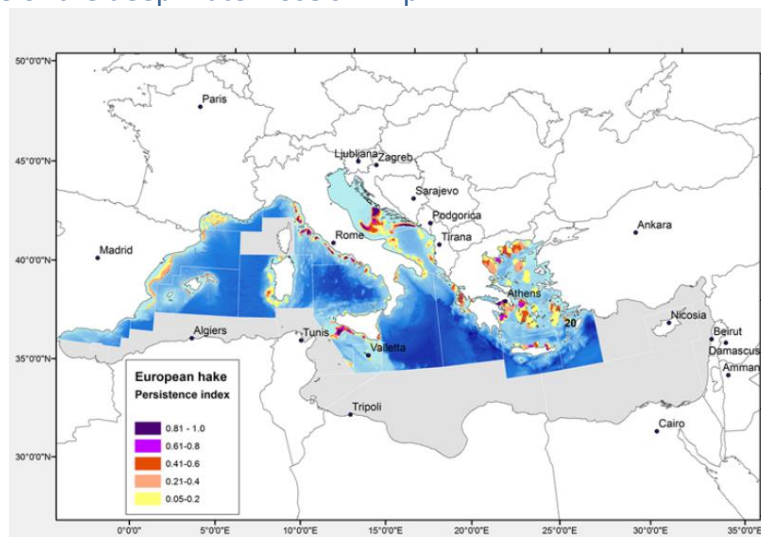 50°0'0"N
Paris
45°0'0"N
Ljubliana
Zagreb
Sarajevo
Podgorica
Rome
Tirana
Ankara
Madrid
40°0'0"N
Athens
20
Nicosia
Algiers
Tunis
Beirut
Valletta
Damascus
35°0'0"N
Amman
European hake
Persistence index
0.81 - 1.0
0.61-0.8
0.41-0.6
0.21-0.4
0.05-0.2
Tripoli
Cairo
30°0'0"N
0°0'0"
5°0'0"E
10°0'0"E
15°0'0"E
20°0'0"E
25°0'0"E
30°0'0"E
35°0'0"E